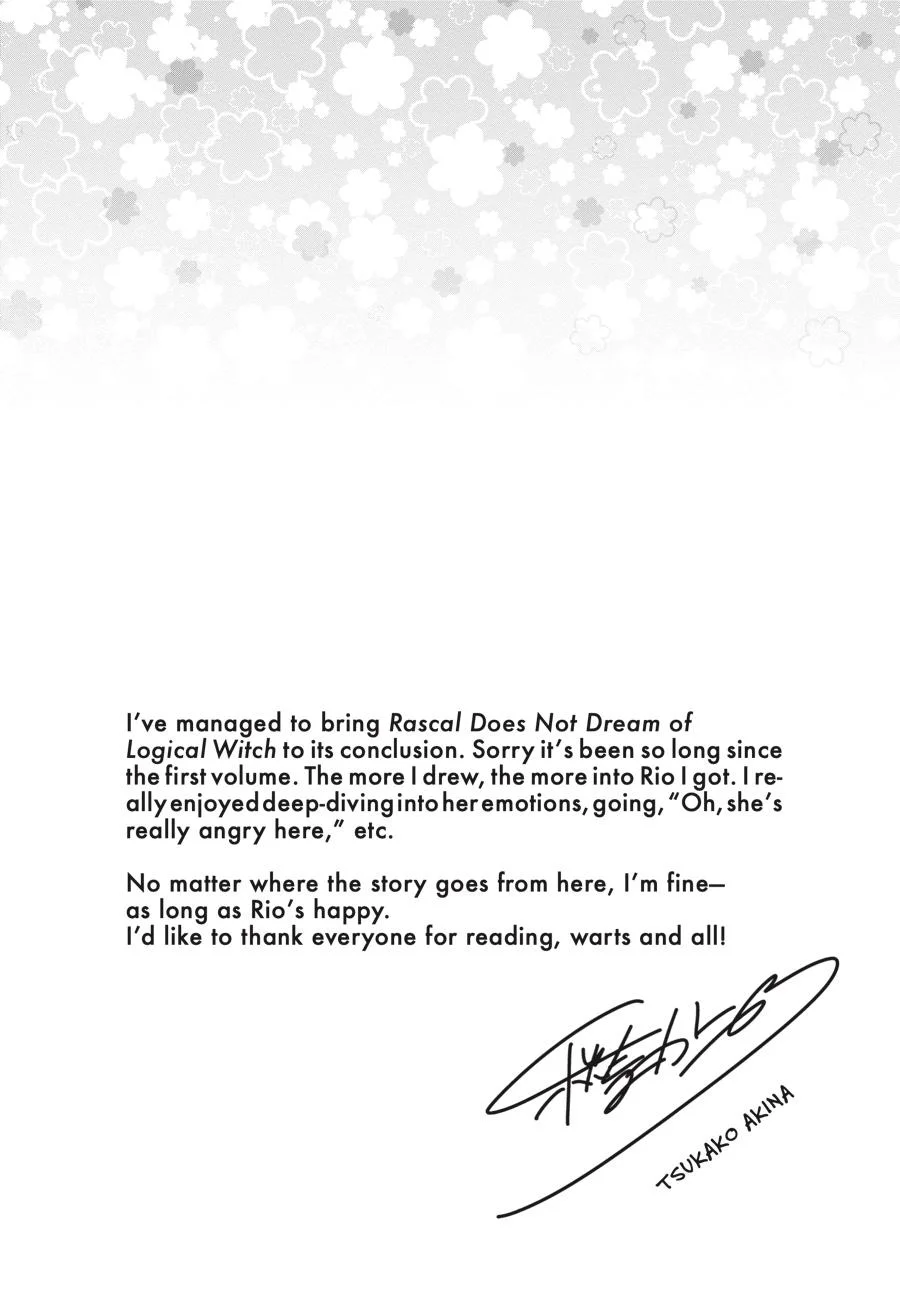 I've managed to bring Rascal Does Not Dream of
Logical Witch to its conclusion. Sorry it's been so long since
the first volume. The more I drew, the more into Rio I got. I re-
ally enjoyed deep-diving into her emotions, going, “Oh, she's
really angry here,” etc.
No matter where the story goes from here, I'm fine—
as long as Rio's happy.
I'd like to thank everyone for reading, warts and all!
TSUKAKO AKINA